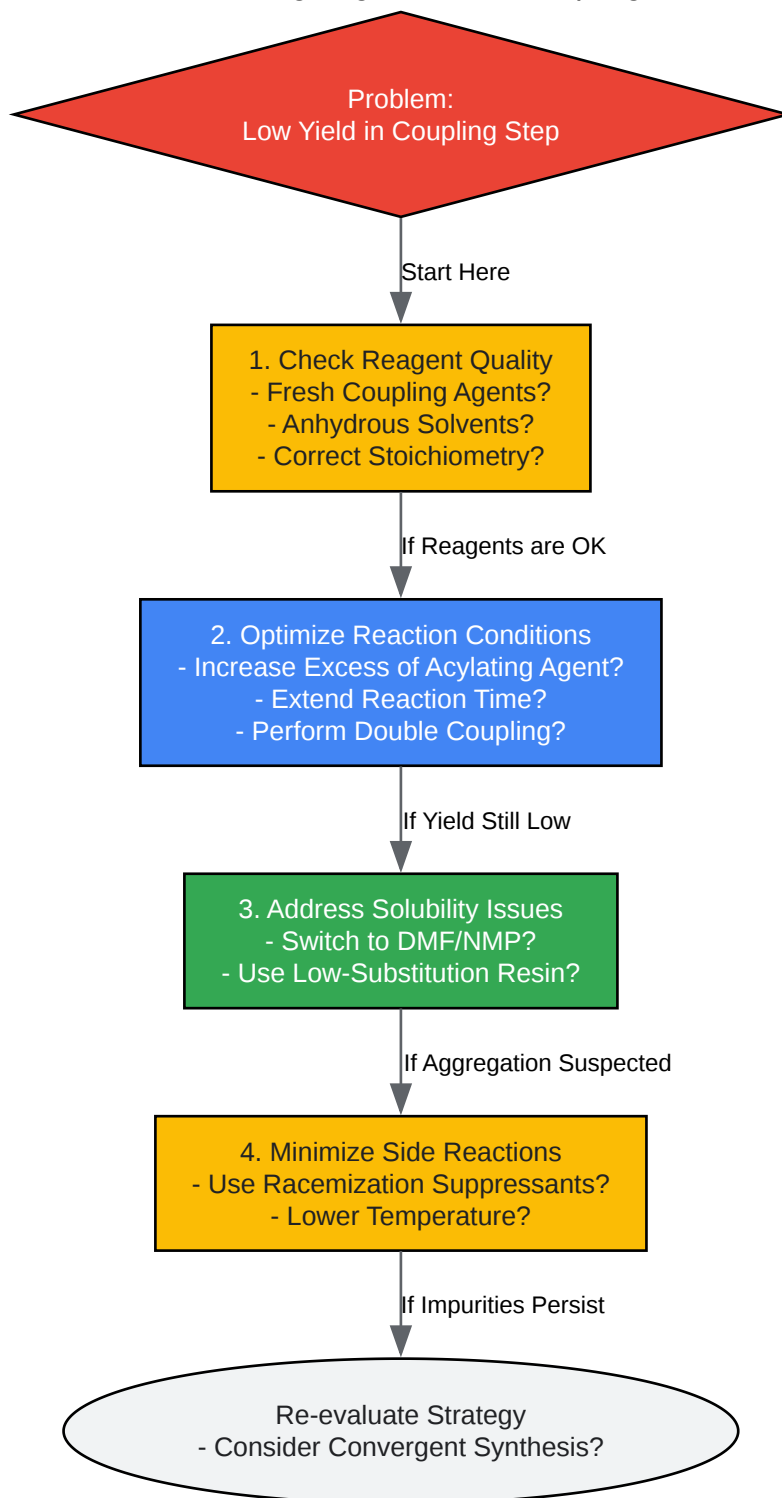 Problem:
Low Yield in Coupling Step
Start Here
1. Check Reagent Quality
- Fresh Coupling Agents?
- Anhydrous Solvents?
- Correct Stoichiometry?
If Reagents are OK
2. Optimize Reaction Conditions
- Increase Excess of Acylating Agent?
- Extend Reaction Time?
- Perform Double Coupling?
If Yield Still Low
3. Address Solubility Issues
- Switch to DMF/NMP?
- Use Low-Substitution Resin?
If Aggregation Suspected
4. Minimize Side Reactions
- Use Racemization Suppressants?
- Lower Temperature?
If Impurities Persist
Re-evaluate Strategy
- Consider Convergent Synthesis?